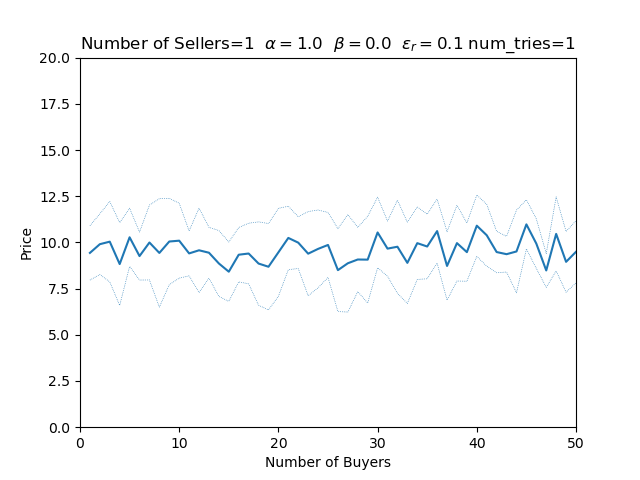 Number of Sellers=1 α = 1.0 β = 0.0 εr = 0.1 num_tries=1
20.0
17.5
15.0
12.5
10.0
7.5
5.0
2.5
0.0
Price
0 10 20 30 40 50
Number of Buyers